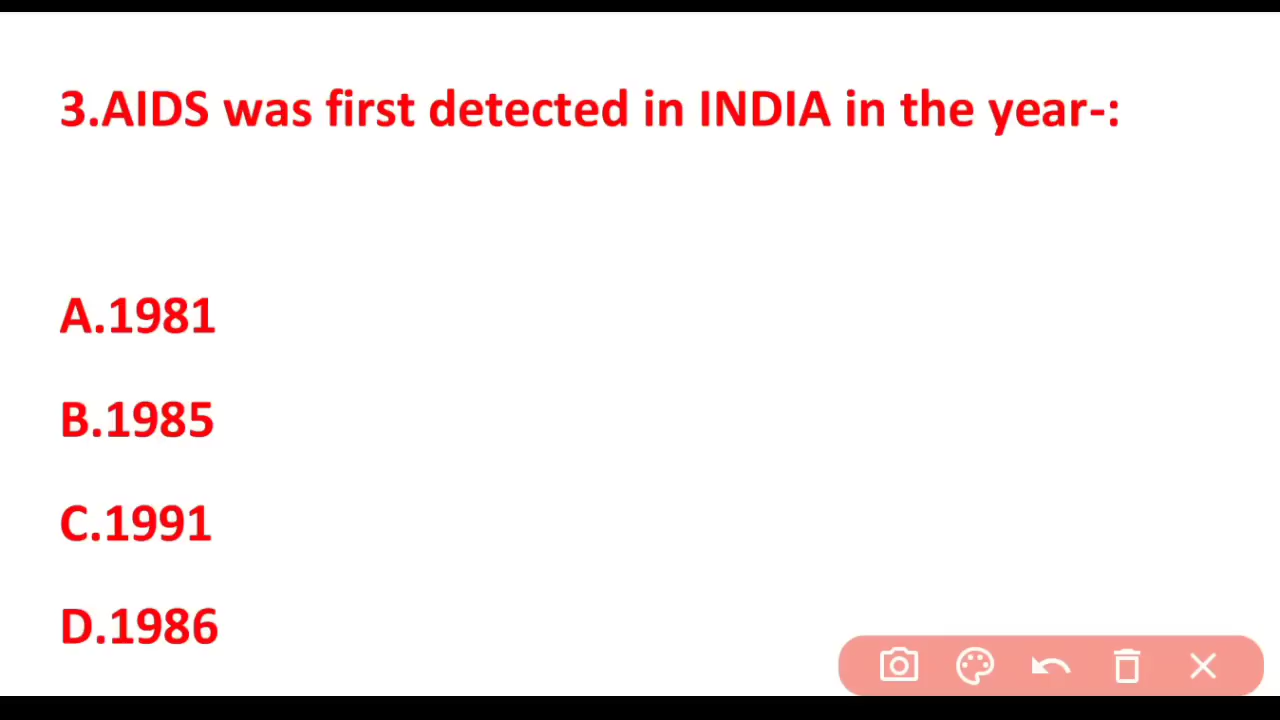 3.AIDS was first detected in INDIA in the year-:
A.1981
B.1985
C.1991
D.1986